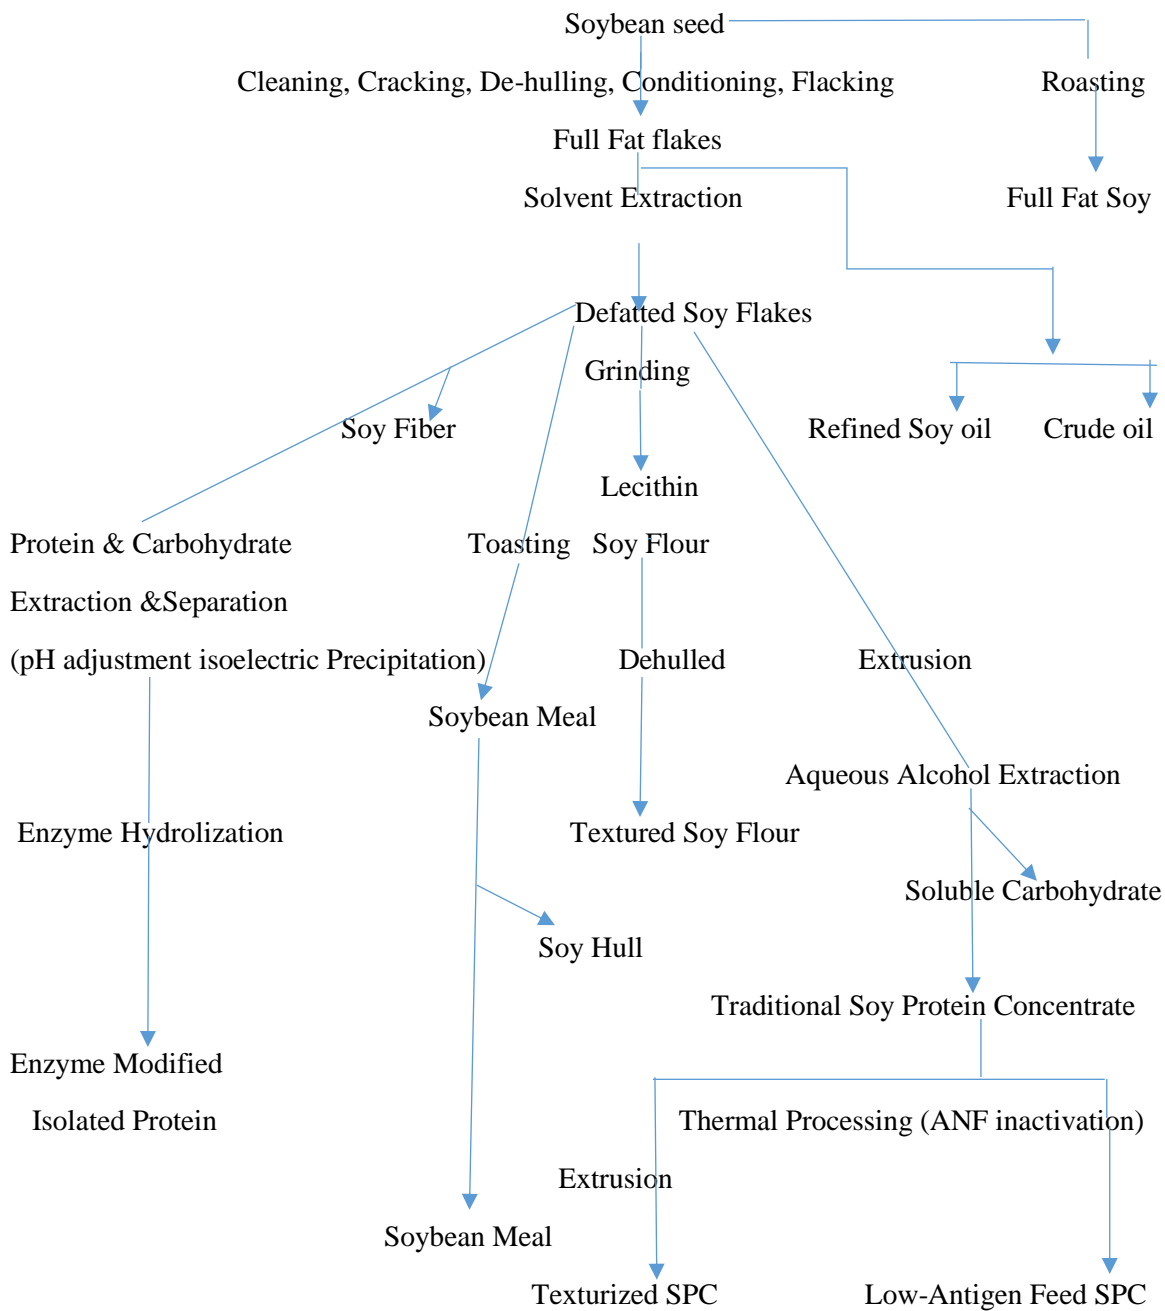 Soybean seed
Cleaning, Cracking, De-hulling, Conditioning, Flacking
Roasting
Full Fat flakes
Solvent Extraction
Full Fat Soy
Defatted Soy Flakes
Grinding
Soy Fiber
Refined Soy oil
Crude oil
Lecithin
Protein & Carbohydrate
Toasting
Soy Flour
Extraction &Separation
(pH adjustment isoelectric Precipitation)
Dehulled
Extrusion
Soybean Meal
Aqueous Alcohol Extraction
Enzyme Hydrolization
Textured Soy Flour
Soluble Carbohydrate
Soy Hull
Traditional Soy Protein Concentrate
Enzyme Modified
Isolated Protein
Thermal Processing (ANF inactivation)
Extrusion
Soybean Meal
Texturized SPC
Low-Antigen Feed SPC